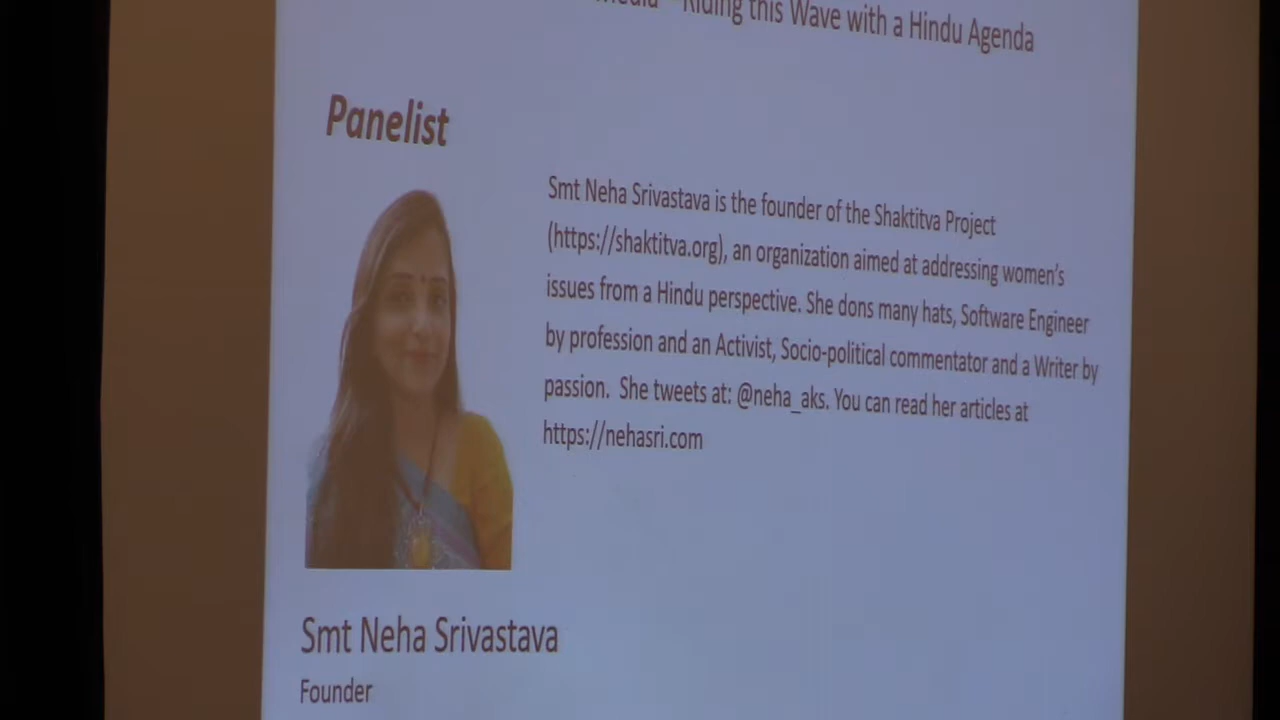 Riding this Wave with a Hindu Agenda
Panelist
Smt Neha Srivastava is the founder of the Shaktitva Project
(https://shaktitva.org), an organization aimed at addressing women's
issues from a Hindu perspective. She dons many hats, Software Engineer
by profession and an Activist, Socio-political commentator and a Writer by
passion. She tweets at: @neha_aks. You can read her articles at
https://nehasri.com
Smt Neha Srivastava
Founder